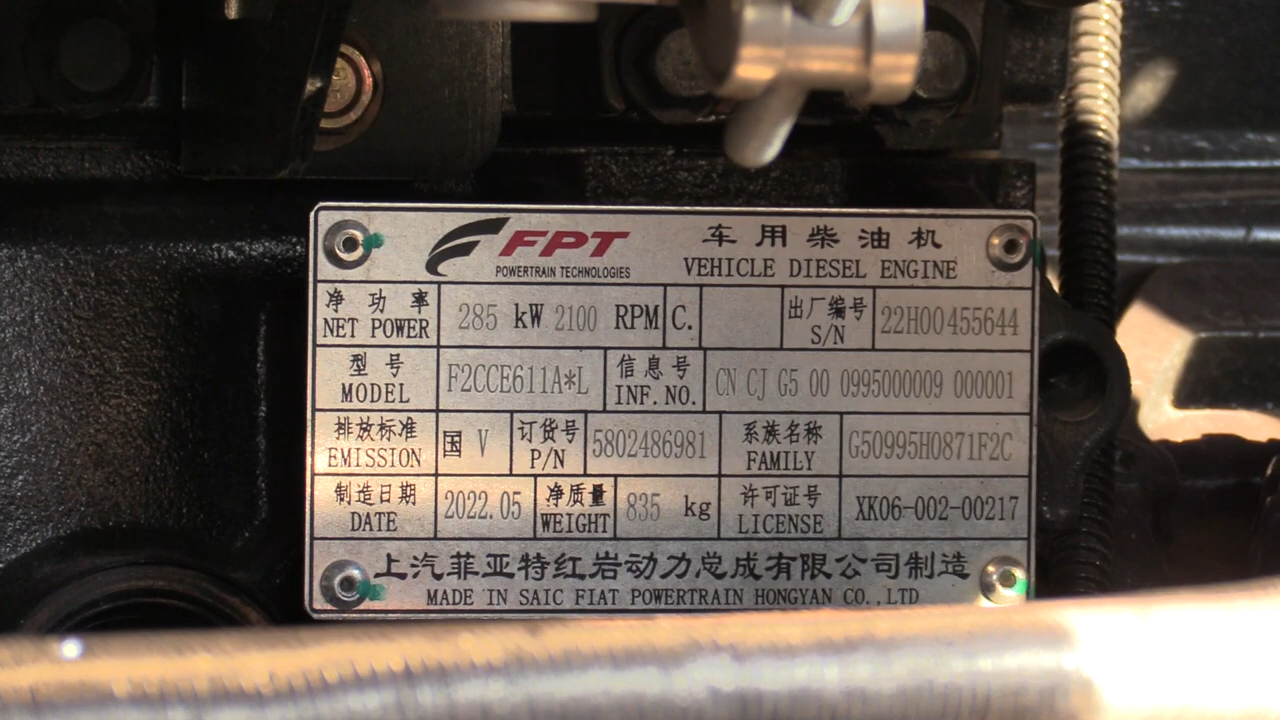 FPT
POWERTRAIN TECHNOLOGIES
车用柴油机
VEHICLE DIESEL ENGINE
净功率 NET POWER 285 kW 2100 RPM C. 出厂编号 S/N 22H00455644
型号 MODEL F2CCE611A*L 信息号 INF.NO. CN CJ G5 00 0995000009 000001
排放标准 EMISSION 国 V 订货号 P/N 5802486981 系族名称 FAMILY G50995H0871F2C
制造日期 DATE 2022.05 净质量 WEIGHT 835 kg 许可证号 LICENSE XK06-002-00217
上汽菲亚特红岩动力总成有限公司制造
MADE IN SAIC FIAT POWERTRAIN HONGYAN CO.,LTD